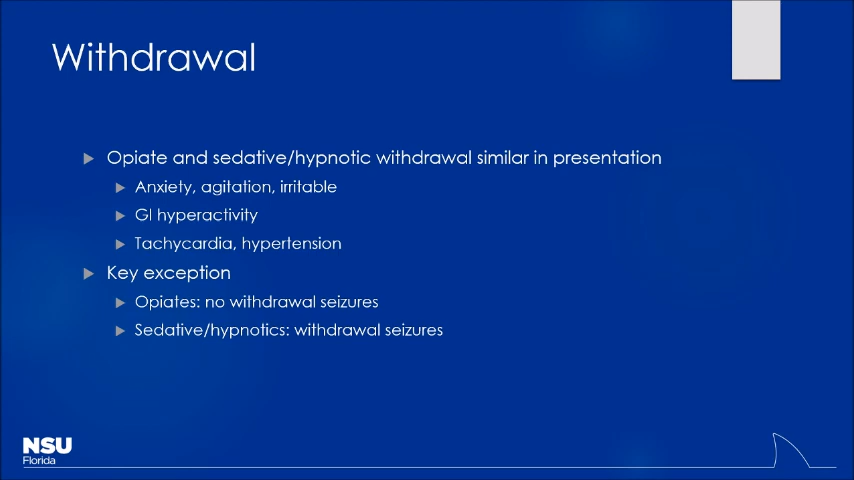 Withdrawal
Opiate and sedative/hypnotic withdrawal similar in presentation
Anxiety, agitation, irritable
GI hyperactivity
Tachycardia, hypertension
Key exception
Opiates: no withdrawal seizures
Sedative/hypnotics: withdrawal seizures
NSU
Florida